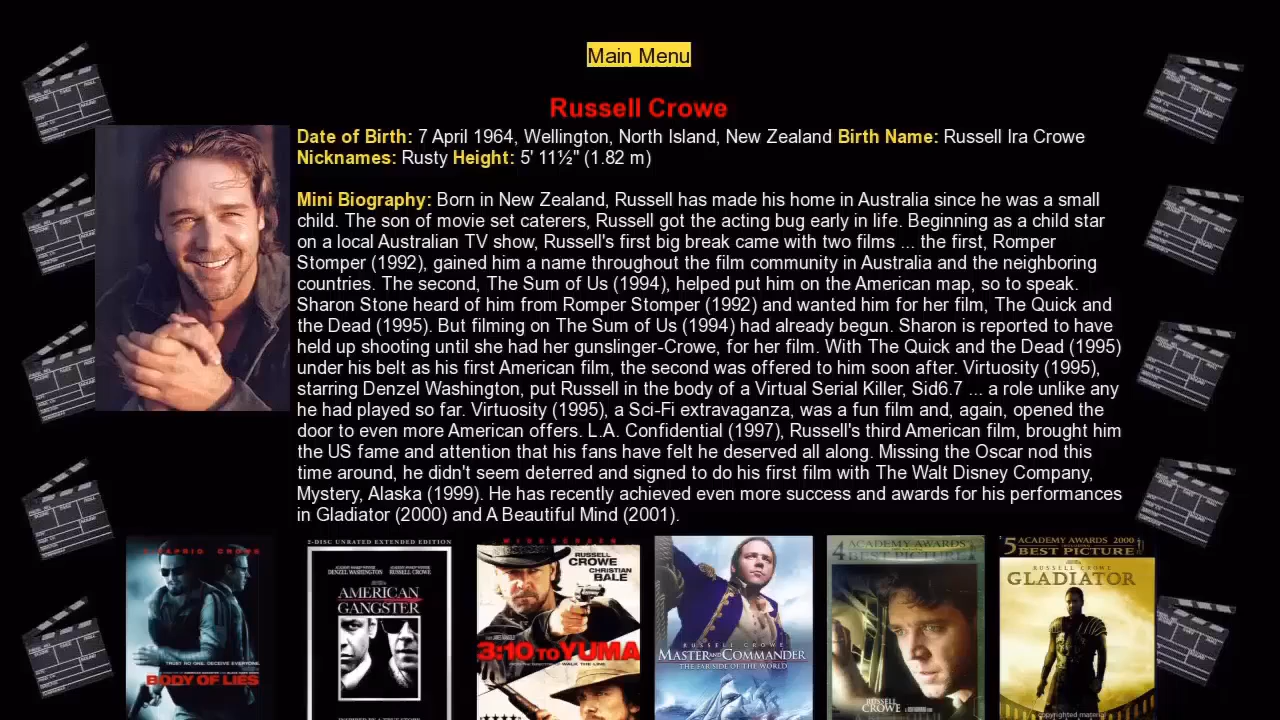 Main Menu
Russell Crowe
Date of Birth: 7 April 1964, Wellington, North Island, New Zealand Birth Name: Russell Ira Crowe
Nicknames: Rusty Height: 5' 11½" (1.82 m)
Mini Biography: Born in New Zealand, Russell has made his home in Australia since he was a small
child. The son of movie set caterers, Russell got the acting bug early in life. Beginning as a child star
on a local Australian TV show, Russell's first big break came with two films ... the first, Romper
Stomper (1992), gained him a name throughout the film community in Australia and the neighboring
countries. The second, The Sum of Us (1994), helped put him on the American map, so to speak.
Sharon Stone heard of him from Romper Stomper (1992) and wanted him for her film, The Quick and
the Dead (1995). But filming on The Sum of Us (1994) had already begun. Sharon is reported to have
held up shooting until she had her gunslinger-Crowe, for her film. With The Quick and the Dead (1995)
under his belt as his first American film, the second was offered to him soon after. Virtuosity (1995),
starring Denzel Washington, put Russell in the body of a Virtual Serial Killer, Sid6.7 ... a role unlike any
he had played so far. Virtuosity (1995), a Sci-Fi extravaganza, was a fun film and, again, opened the
door to even more American offers. L.A. Confidential (1997), Russell's third American film, brought him
the US fame and attention that his fans have felt he deserved all along. Missing the Oscar nod this
time around, he didn't seem deterred and signed to do his first film with The Walt Disney Company,
Mystery, Alaska (1999). He has recently achieved even more success and awards for his performances
in Gladiator (2000) and A Beautiful Mind (2001).
DICAPRIO CROWE
TRUST NO ONE. DECEIVE EVERYONE.
BODY OF LIES
2-DISC UNRATED EXTENDED EDITION
DENZEL WASHINGTON RUSSELL CROWE
AMERICAN
GANGSTER
WIDESCREEN
RUSSELL
CROWE
CHRISTIAN
BALE
3:10 TO YUMA
WALK THE LINE
RUSSELL CROWE
MASTER AND COMMANDER
THE FAR SIDE OF THE WORLD
4 ACADEMY AWARDS
BEST PICTURE
RUSSELL
CROWE
5 ACADEMY AWARDS 2000
BEST PICTURE
RUSSELL CROWE
GLADIATOR